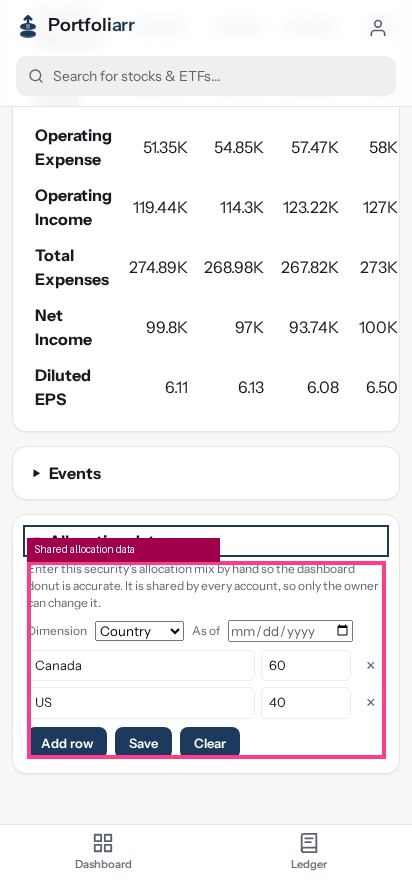 Portfoliarr
Search for stocks & ETFs...
Operating Expense 51.35K 54.85K 57.47K 58K
Operating Income 119.44K 114.3K 123.22K 127K
Total Expenses 274.89K 268.98K 267.82K 273K
Net Income 99.8K 97K 93.74K 100K
Diluted EPS 6.11 6.13 6.08 6.50
Events
Shared allocation data
Enter this security's allocation mix by hand so the dashboard
donut is accurate. It is shared by every account, so only the owner
can change it.
Dimension Country As of mm/dd/yyyy
Canada 60 ×
US 40 ×
Add row Save Clear
Dashboard Ledger